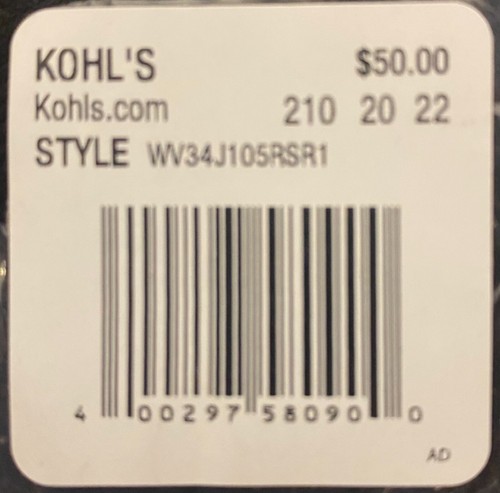 KOHL'S $50.00
Kohls.com 210 20 22
STYLE WV34J105RSR1
4 00297 58090 0
AD